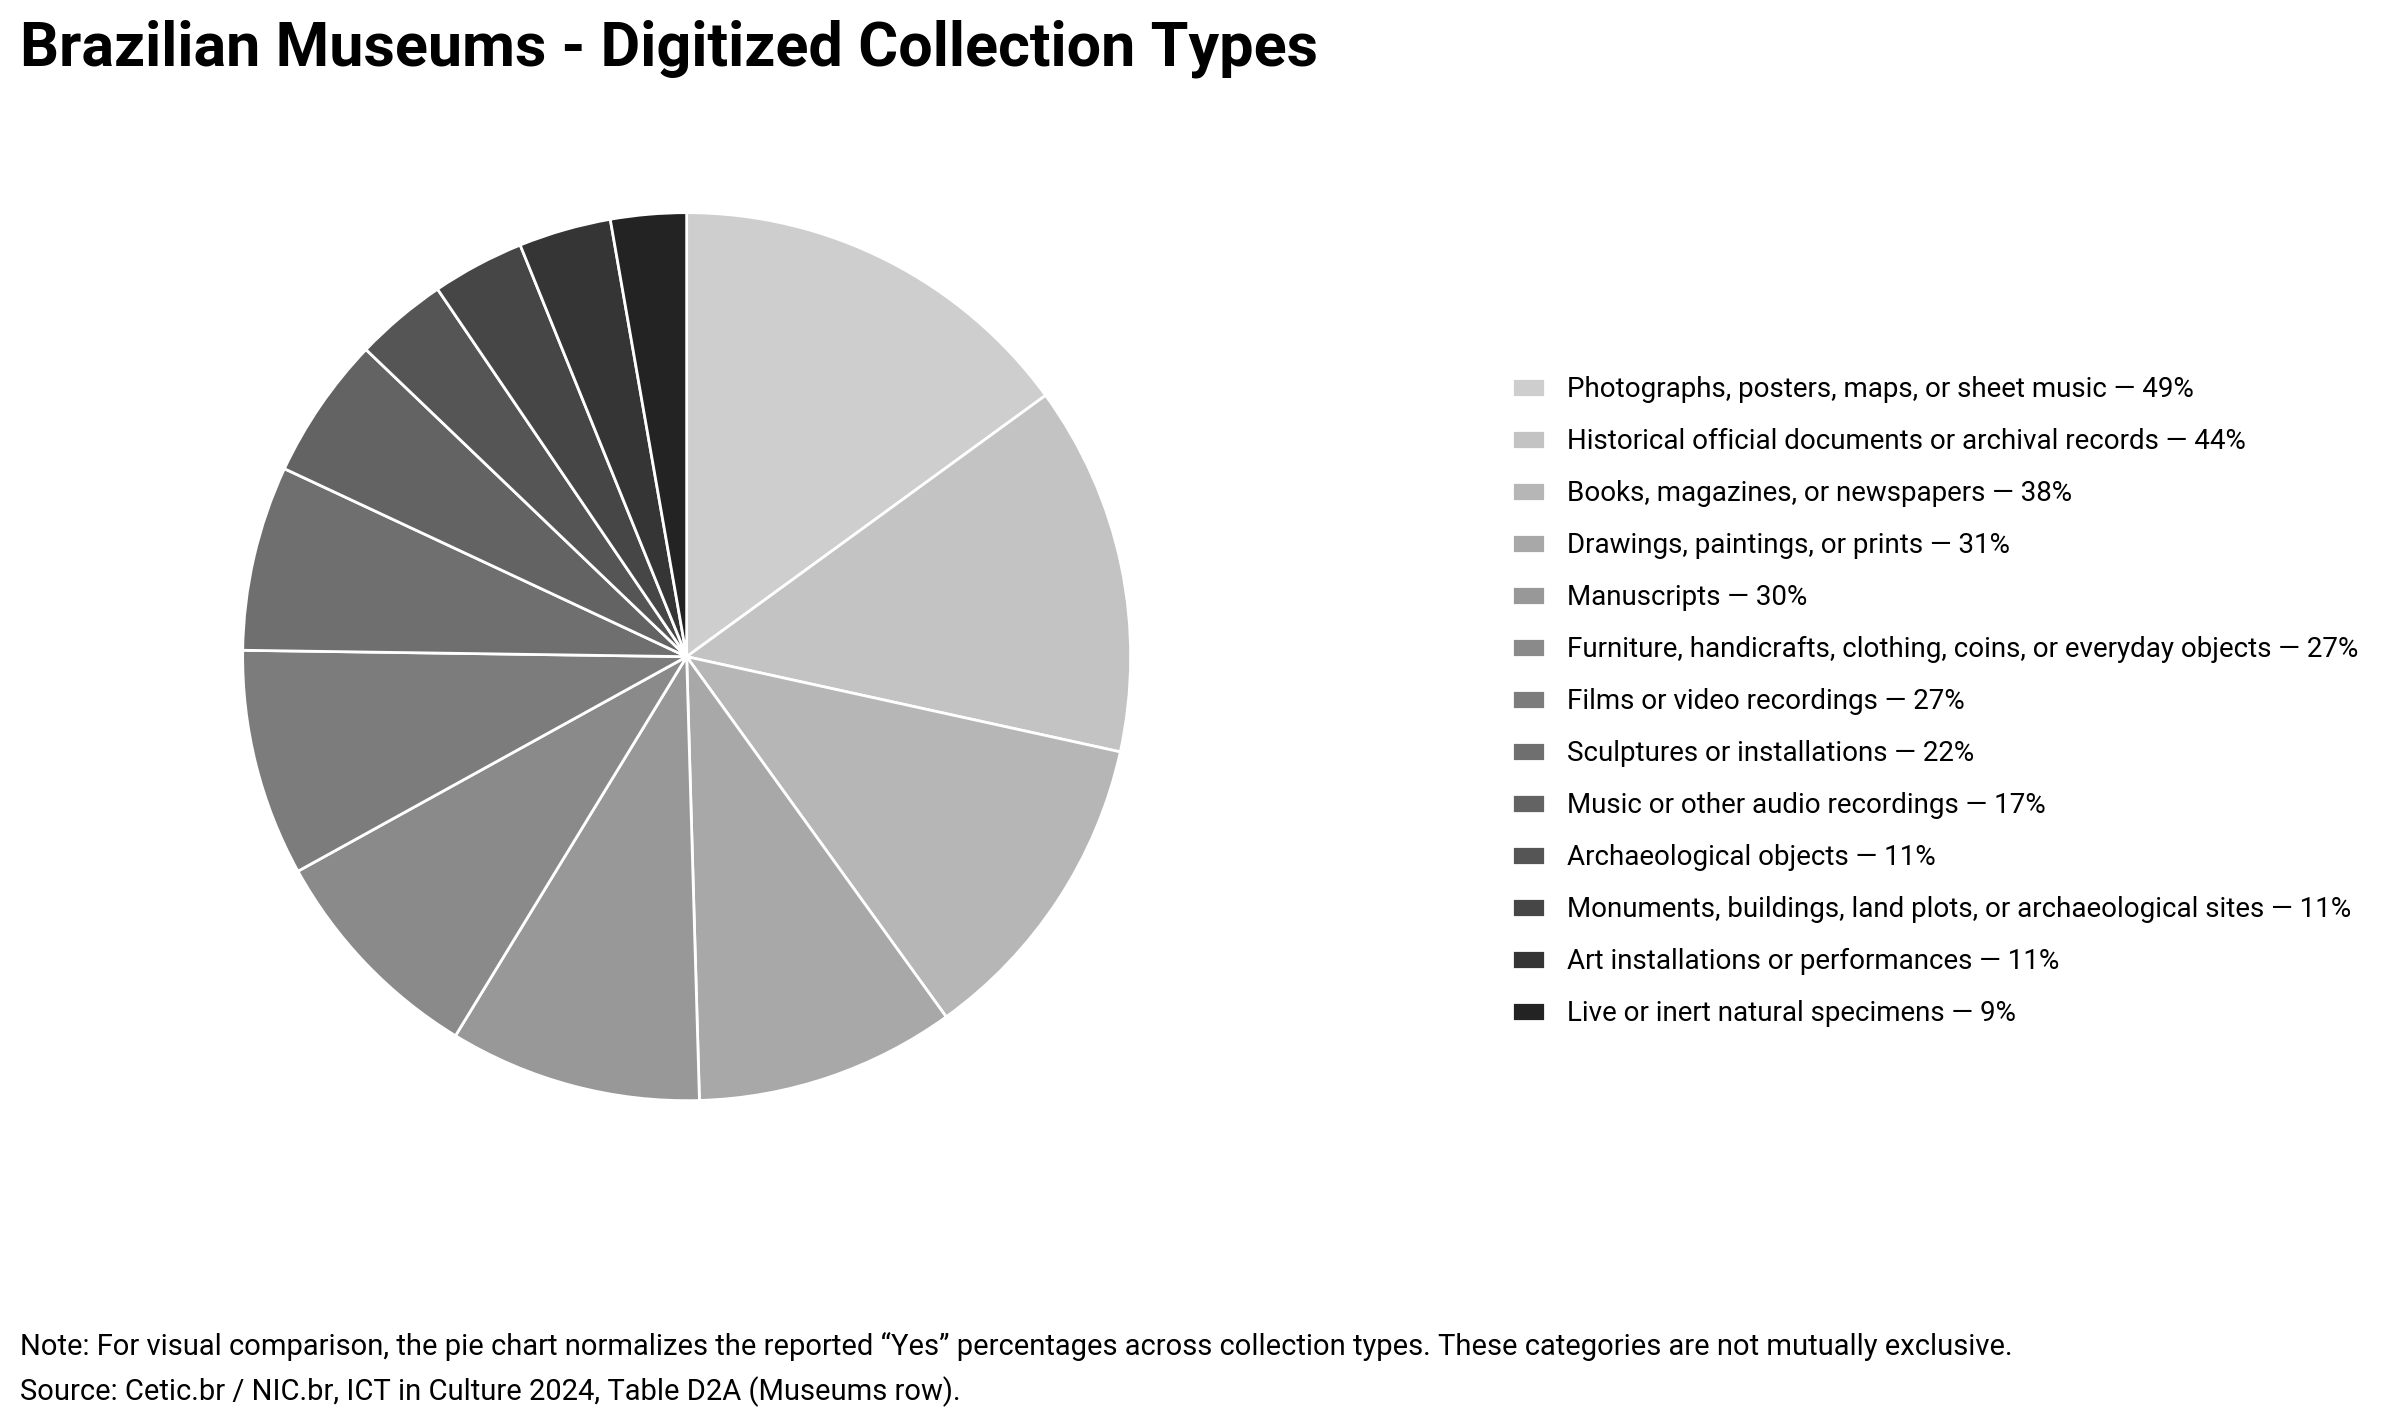 Brazilian Museums - Digitized Collection Types
Photographs, posters, maps, or sheet music — 49%
Historical official documents or archival records — 44%
Books, magazines, or newspapers — 38%
Drawings, paintings, or prints — 31%
Manuscripts — 30%
Furniture, handicrafts, clothing, coins, or everyday objects — 27%
Films or video recordings — 27%
Sculptures or installations — 22%
Music or other audio recordings — 17%
Archaeological objects — 11%
Monuments, buildings, land plots, or archaeological sites — 11%
Art installations or performances — 11%
Live or inert natural specimens — 9%
Note: For visual comparison, the pie chart normalizes the reported “Yes” percentages across collection types. These categories are not mutually exclusive.
Source: Cetic.br / NIC.br, ICT in Culture 2024, Table D2A (Museums row).